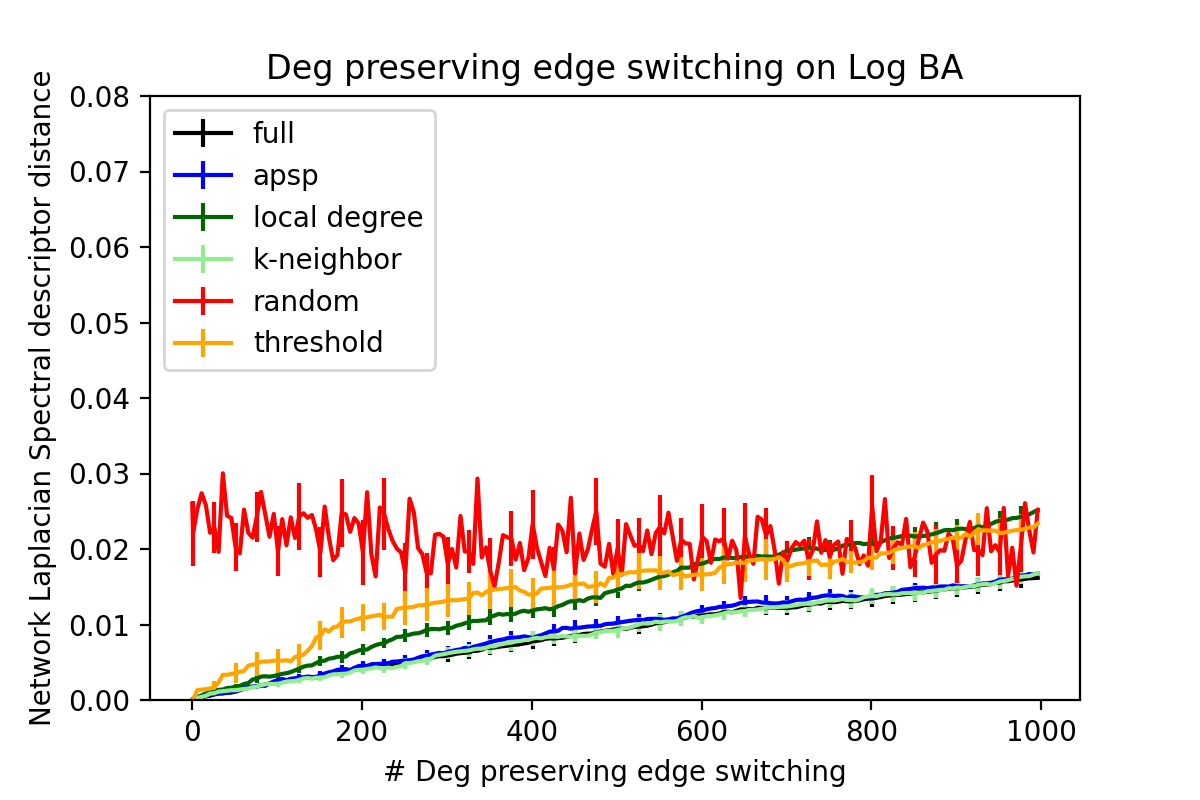 Deg preserving edge switching on Log BA
Network Laplacian Spectral descriptor distance
0.08
0.07
0.06
0.05
0.04
0.03
0.02
0.01
0.00
full
apsp
local degree
k-neighbor
random
threshold
0 200 400 600 800 1000
# Deg preserving edge switching